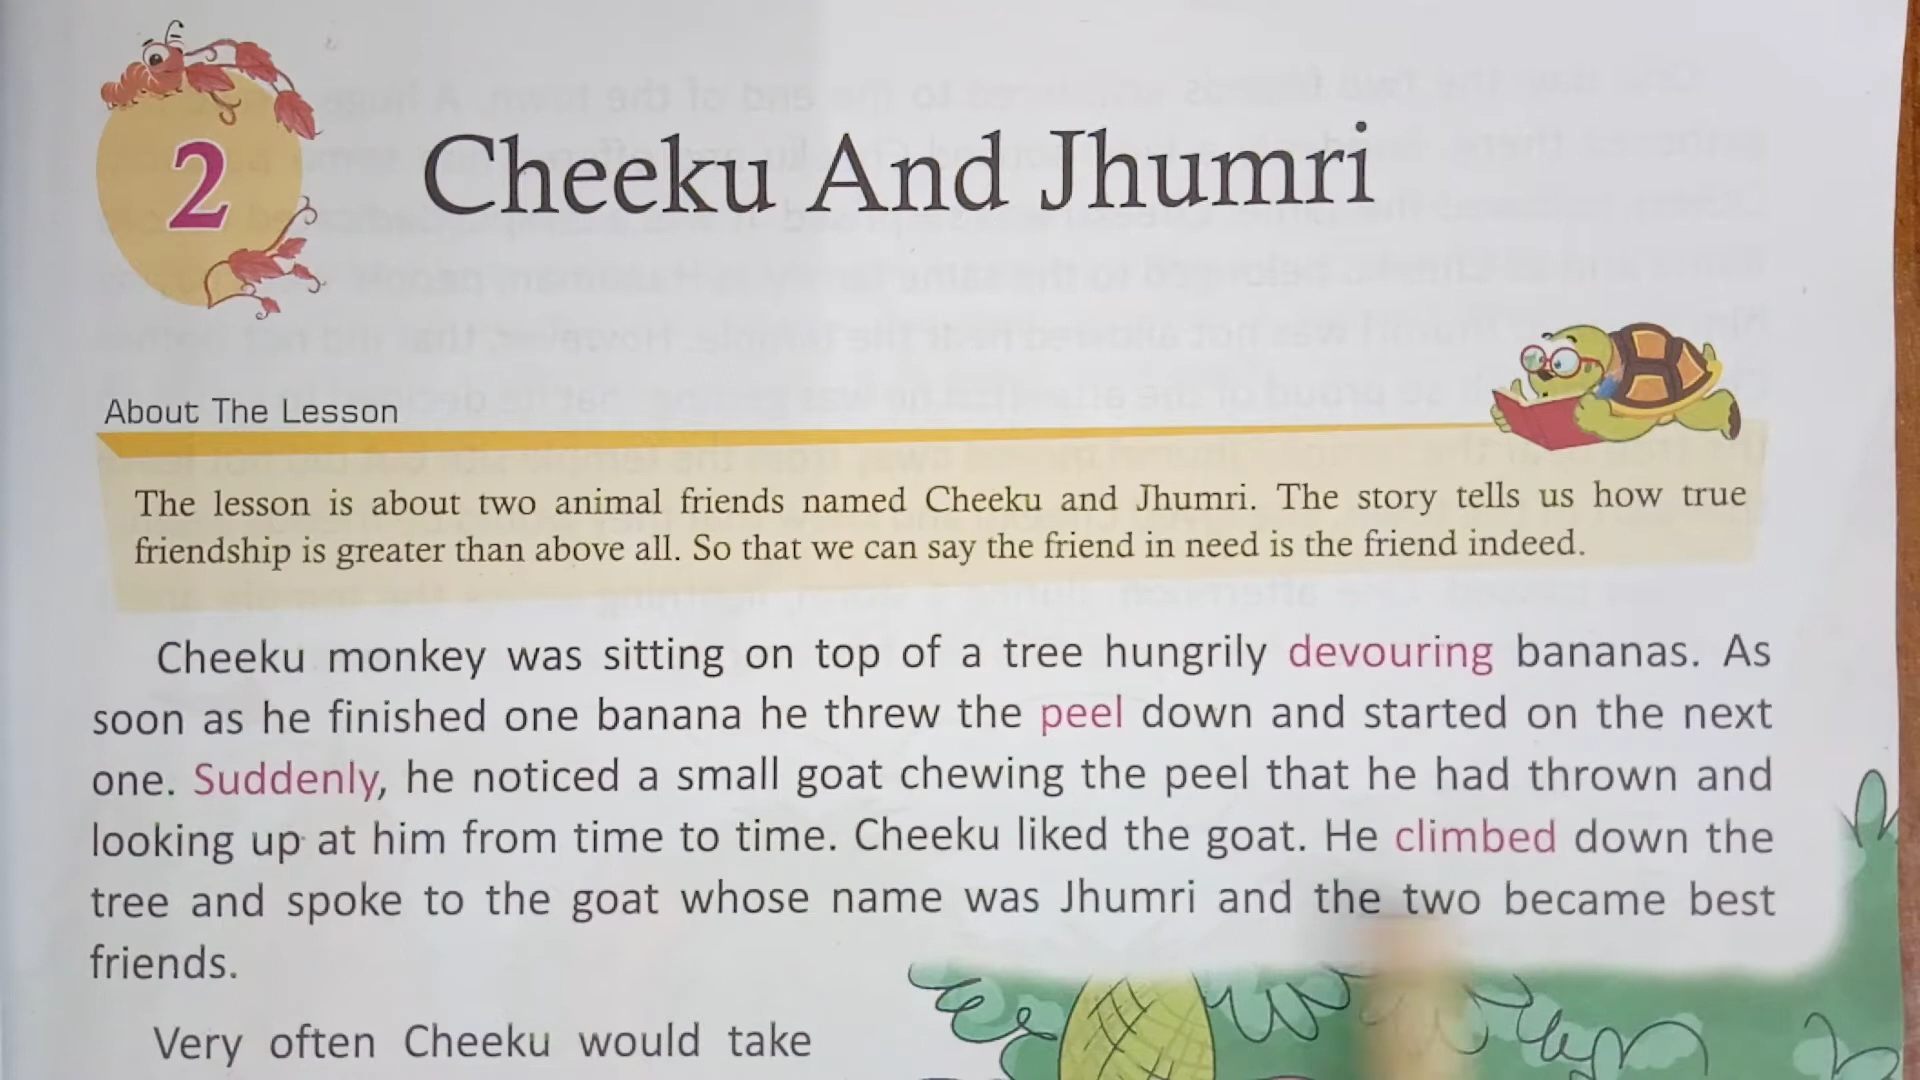 2
Cheeku And Jhumri
About The Lesson
The lesson is about two animal friends named Cheeku and Jhumri. The story tells us how true
friendship is greater than above all. So that we can say the friend in need is the friend indeed.
Cheeku monkey was sitting on top of a tree hungrily devouring bananas. As
soon as he finished one banana he threw the peel down and started on the next
one. Suddenly, he noticed a small goat chewing the peel that he had thrown and
looking up at him from time to time. Cheeku liked the goat. He climbed down the
tree and spoke to the goat whose name was Jhumri and the two became best
friends.
Very often Cheeku would take